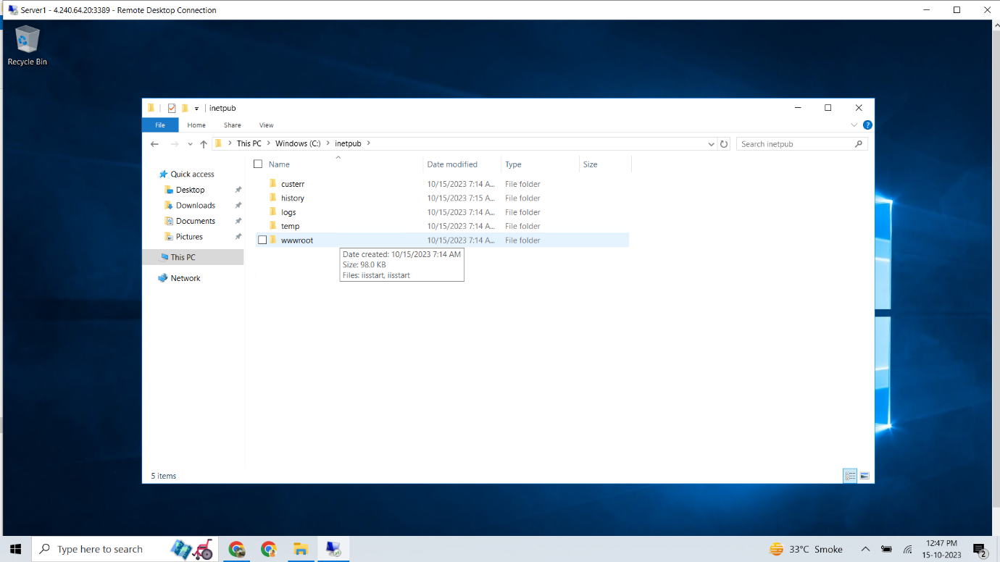 Server1 - 4.240.64.20:3389 - Remote Desktop Connection
Recycle Bin
inetpub
File Home Share View
This PC Windows (C:) inetpub
Search inetpub
Name Date modified Type Size
Quick access
Desktop
Downloads
Documents
Pictures
This PC
Network
custerr 10/15/2023 7:14 A... File folder
history 10/15/2023 7:15 A... File folder
logs 10/15/2023 7:14 A... File folder
temp 10/15/2023 7:14 A... File folder
wwwroot 10/15/2023 7:14 A... File folder
Date created: 10/15/2023 7:14 AM
Size: 98.0 KB
Files: iisstart, iisstart
5 items
Type here to search
33°C Smoke
12:47 PM
15-10-2023
2